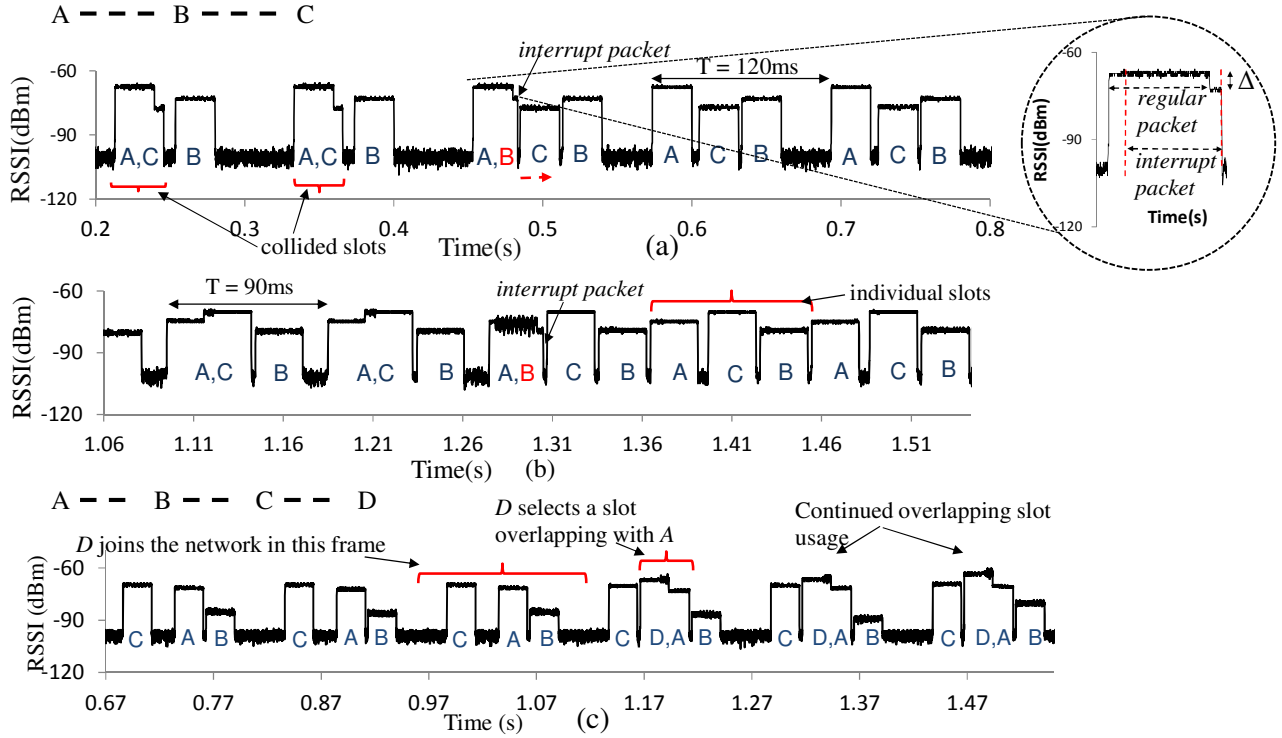 A B C
interrupt packet
T = 120ms
RSSI(dBm)
-60
-90
-120
A,C B A,C B A,B C B A C B A C B
collided slots
0.2 0.3 0.4 0.5 0.6 0.7 0.8
Time(s)
(a)
RSSI(dBm)
-60
-90
-120
Δ
regular
packet
interrupt
packet
Time(s)
T = 90ms
interrupt packet
individual slots
RSSI(dBm)
-60
-90
-120
A,C B A,C B A,B C B A C B A C B
1.06 1.11 1.16 1.21 1.26 1.31 1.36 1.41 1.46 1.51
Time(s)
(b)
A B C D
D joins the network in this frame
D selects a slot
overlapping with A
Continued overlapping slot
usage
RSSI (dBm)
-60
-80
-100
-120
C A B C A B C A B C D,A B C D,A B C D,A B
0.67 0.77 0.87 0.97 1.07 1.17 1.27 1.37 1.47
Time (s)
(c)